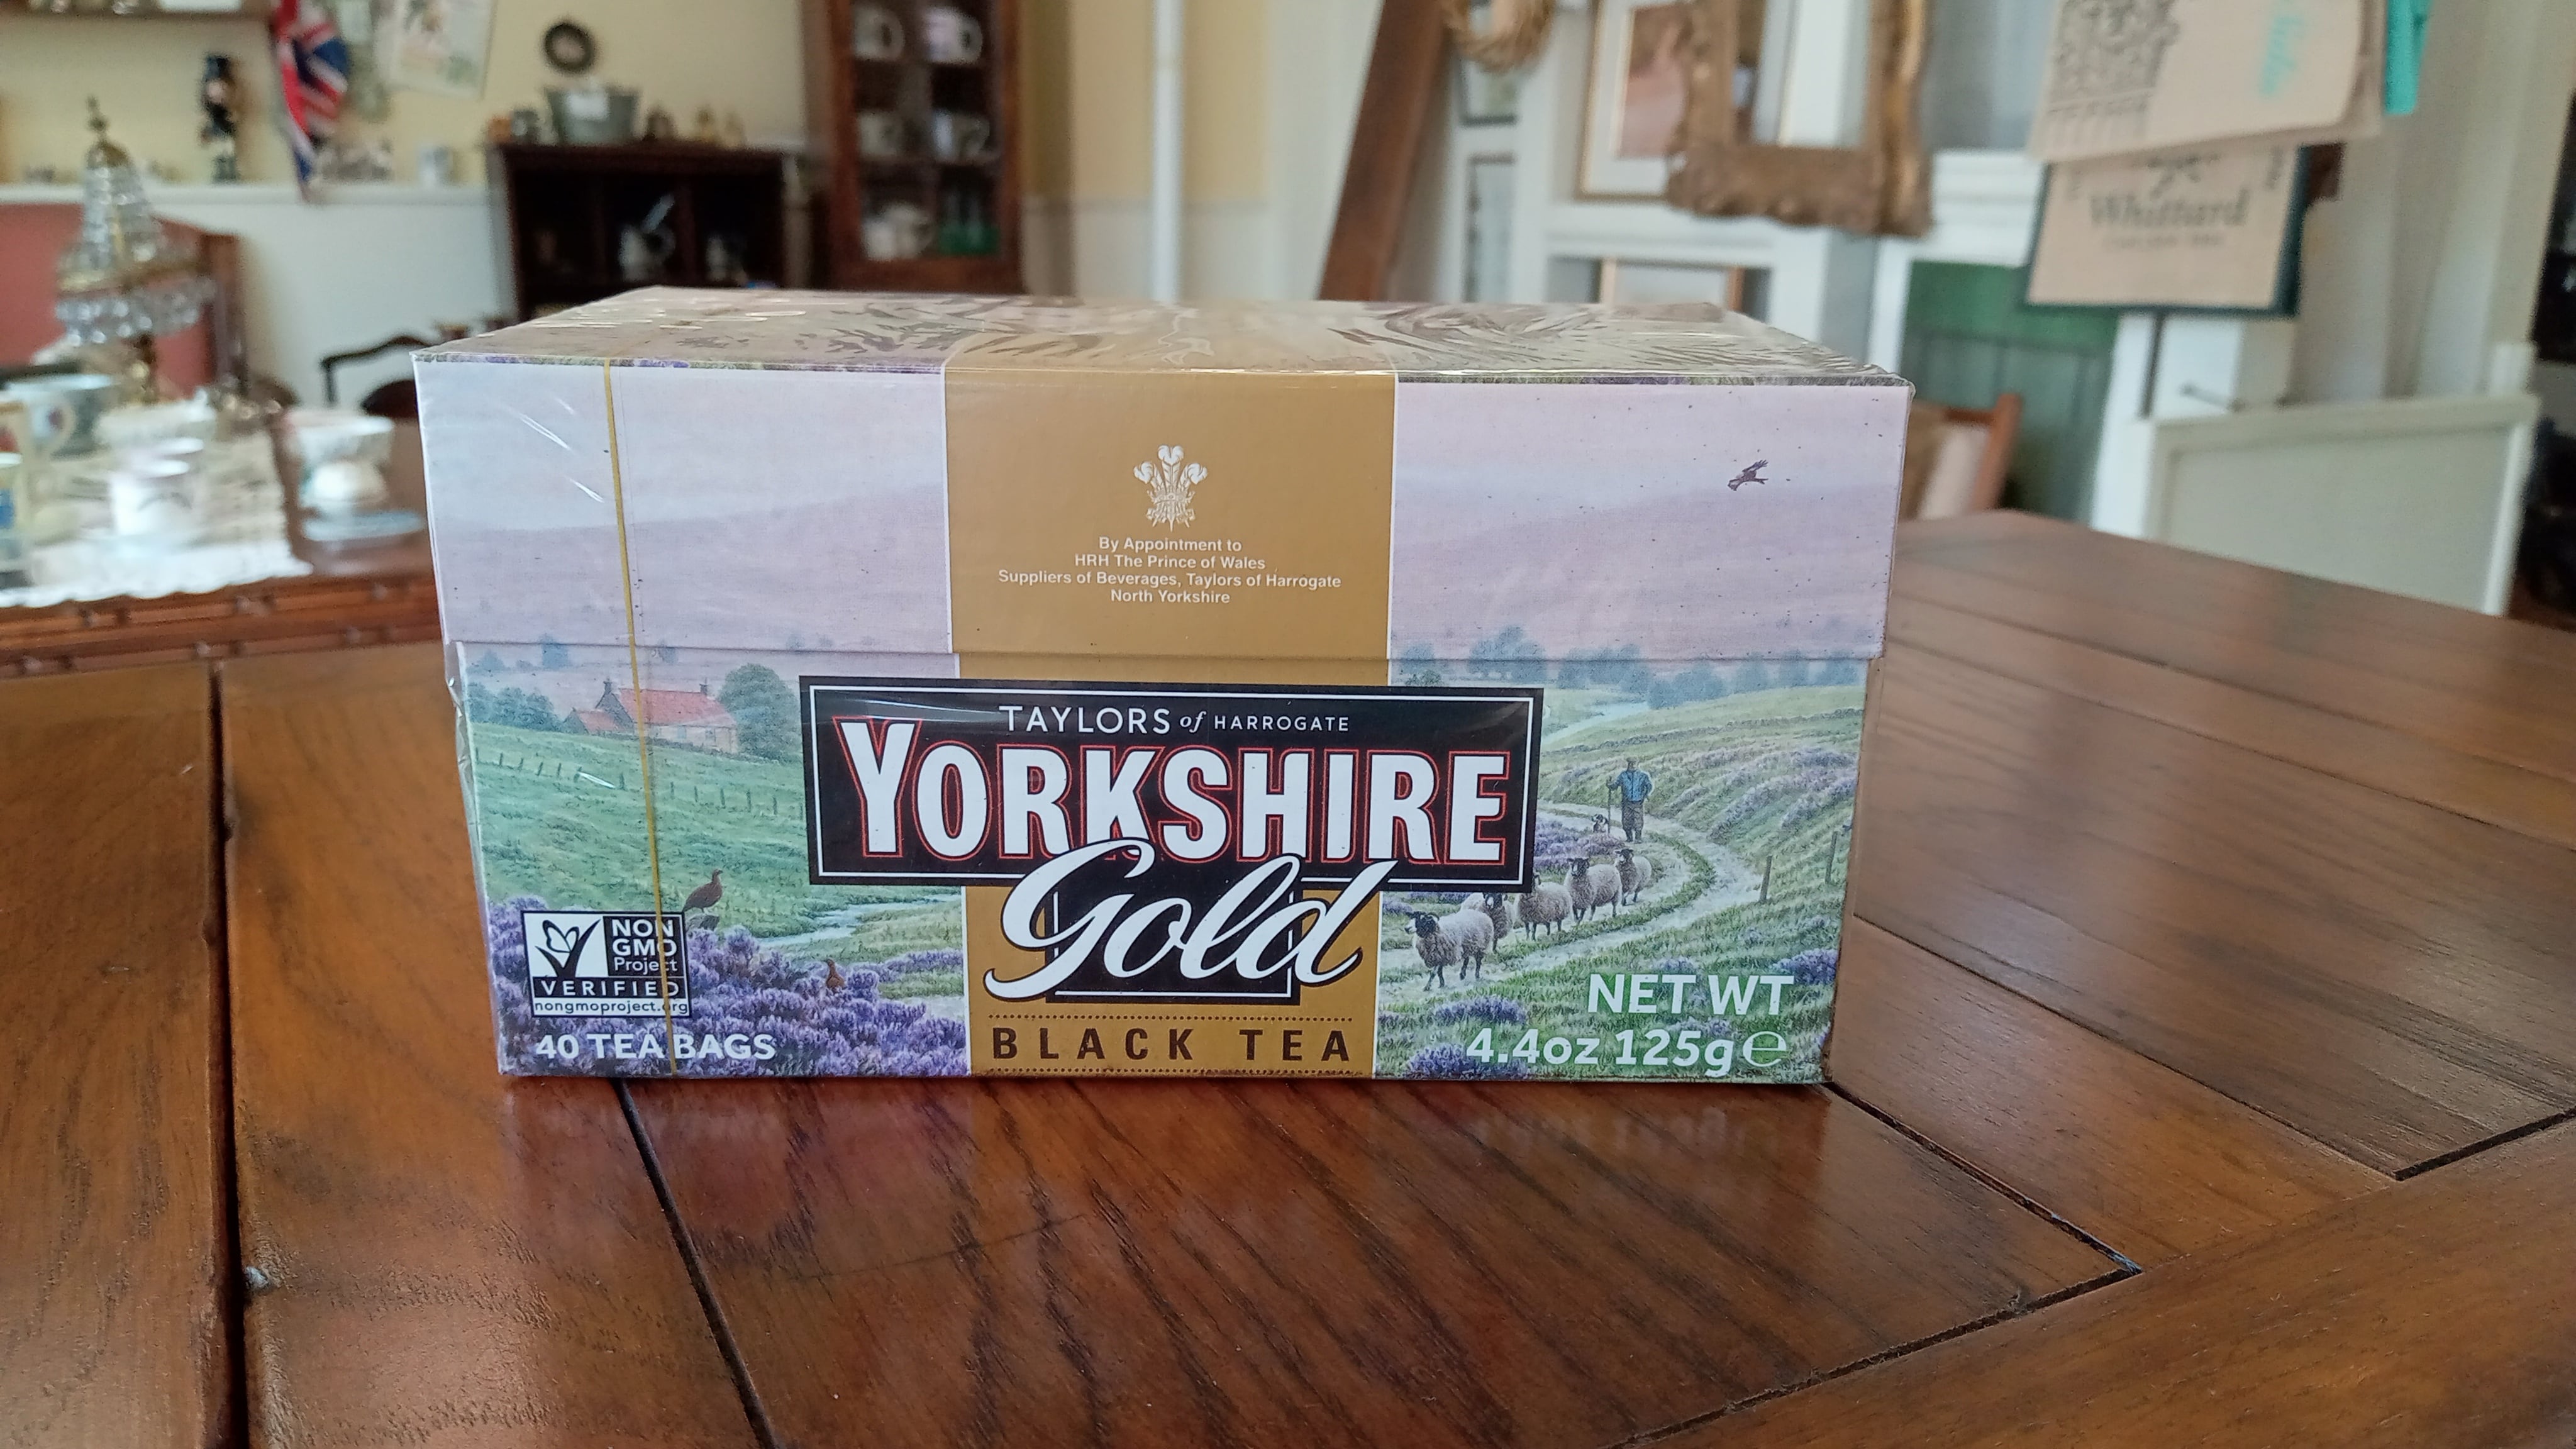 Whittard
By Appointment to
HRH The Prince of Wales
Suppliers of Beverages, Taylors of Harrogate
North Yorkshire
TAYLORS of HARROGATE
YORKSHIRE
Gold
BLACK TEA
NON
GMO
Project
VERIFIED
nongmoproject.org
40 TEA BAGS
NET WT
4.4oz 125g℮